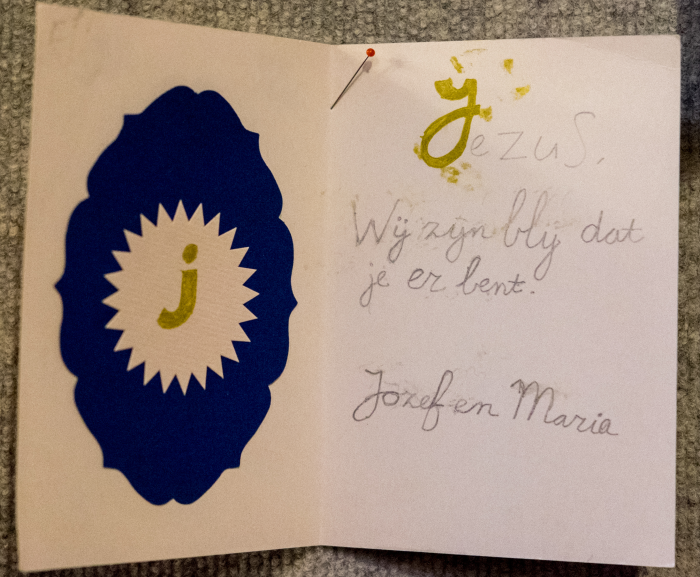 j
Jezus,
Wij zijn blij dat
je er bent.
Jozef en Maria